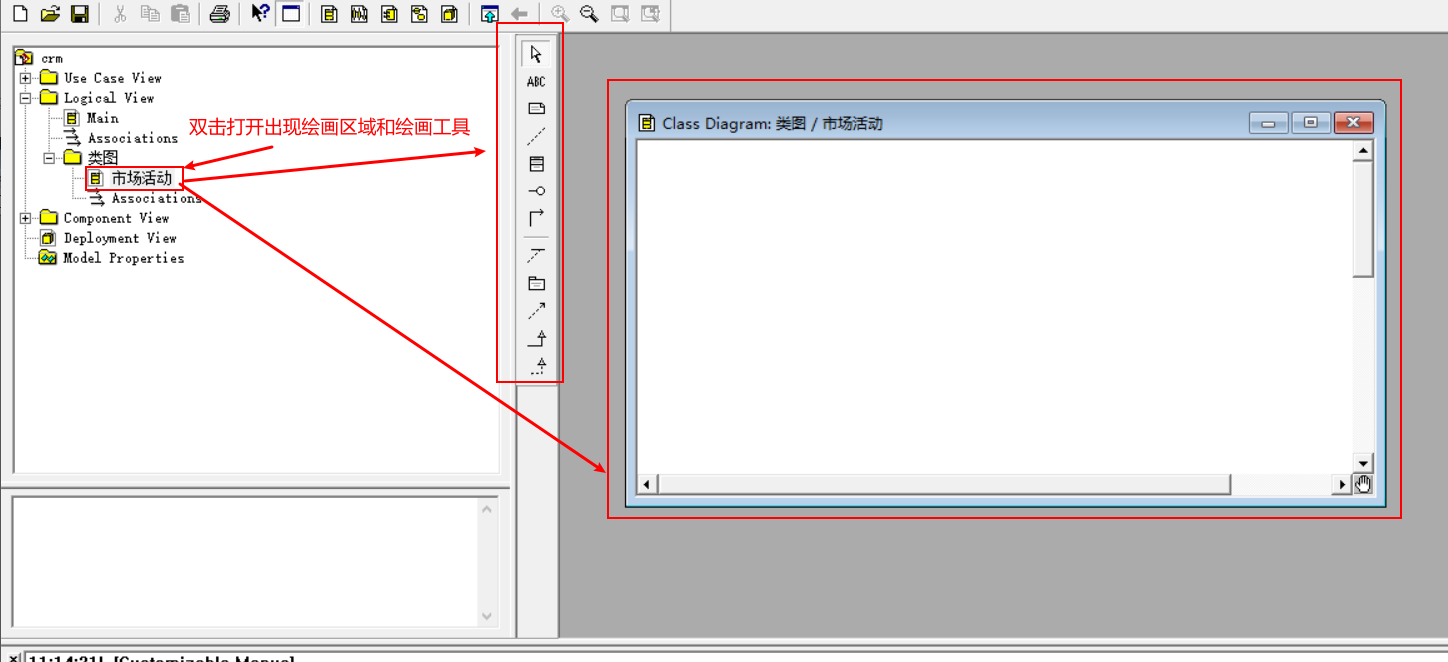 crm
Use Case View
Logical View
Main
Associations
双击打开出现绘画区域和绘画工具
类图
市场活动
Associations
Component View
Deployment View
Model Properties
ABC
Class Diagram: 类图 / 市场活动
11:14:21| [Customizable Menus]